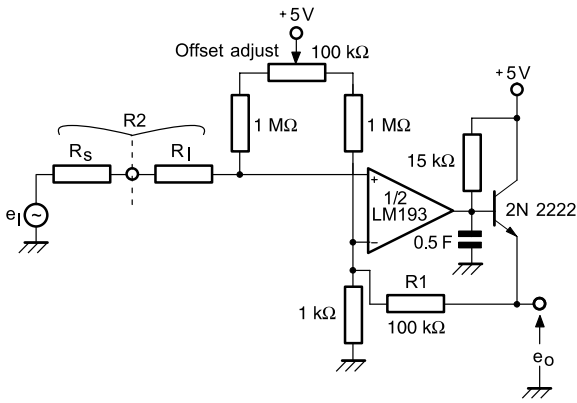 +5V
Offset adjust
100 kΩ
+5V
1 MΩ
1 MΩ
R2
15 kΩ
Rs
RI
+
1/2
LM193
2N 2222
eI
~
0.5 F
−
R1
1 kΩ
100 kΩ
eo